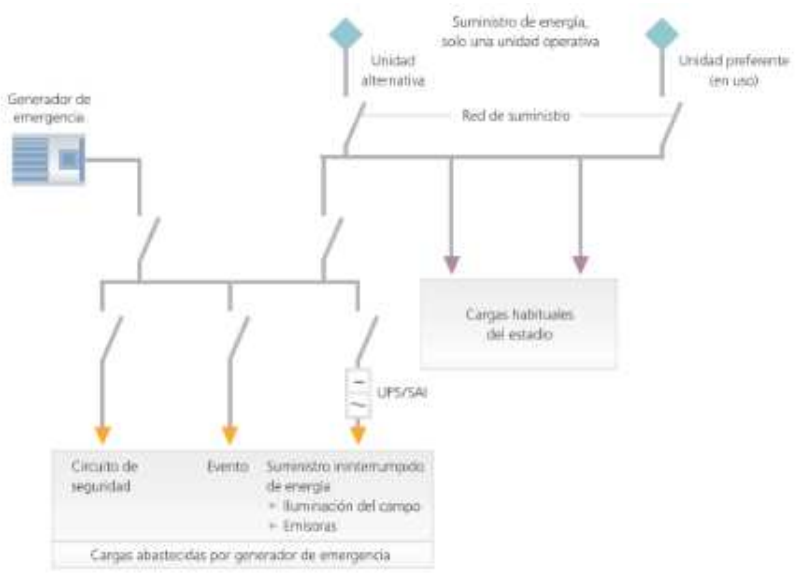 Suministro de energía,
solo una unidad operativa
Unidad
alternativa
Unidad preferente
(en uso)
Generador de
emergencia
Red de suministro
Cargas habituales
del estadio
UPS/SAI
Circuito de
seguridad
Evento
Suministro ininterrumpido
de energía
+ Iluminación del campo
+ Emisoras
Cargas abastecidas por generador de emergencia